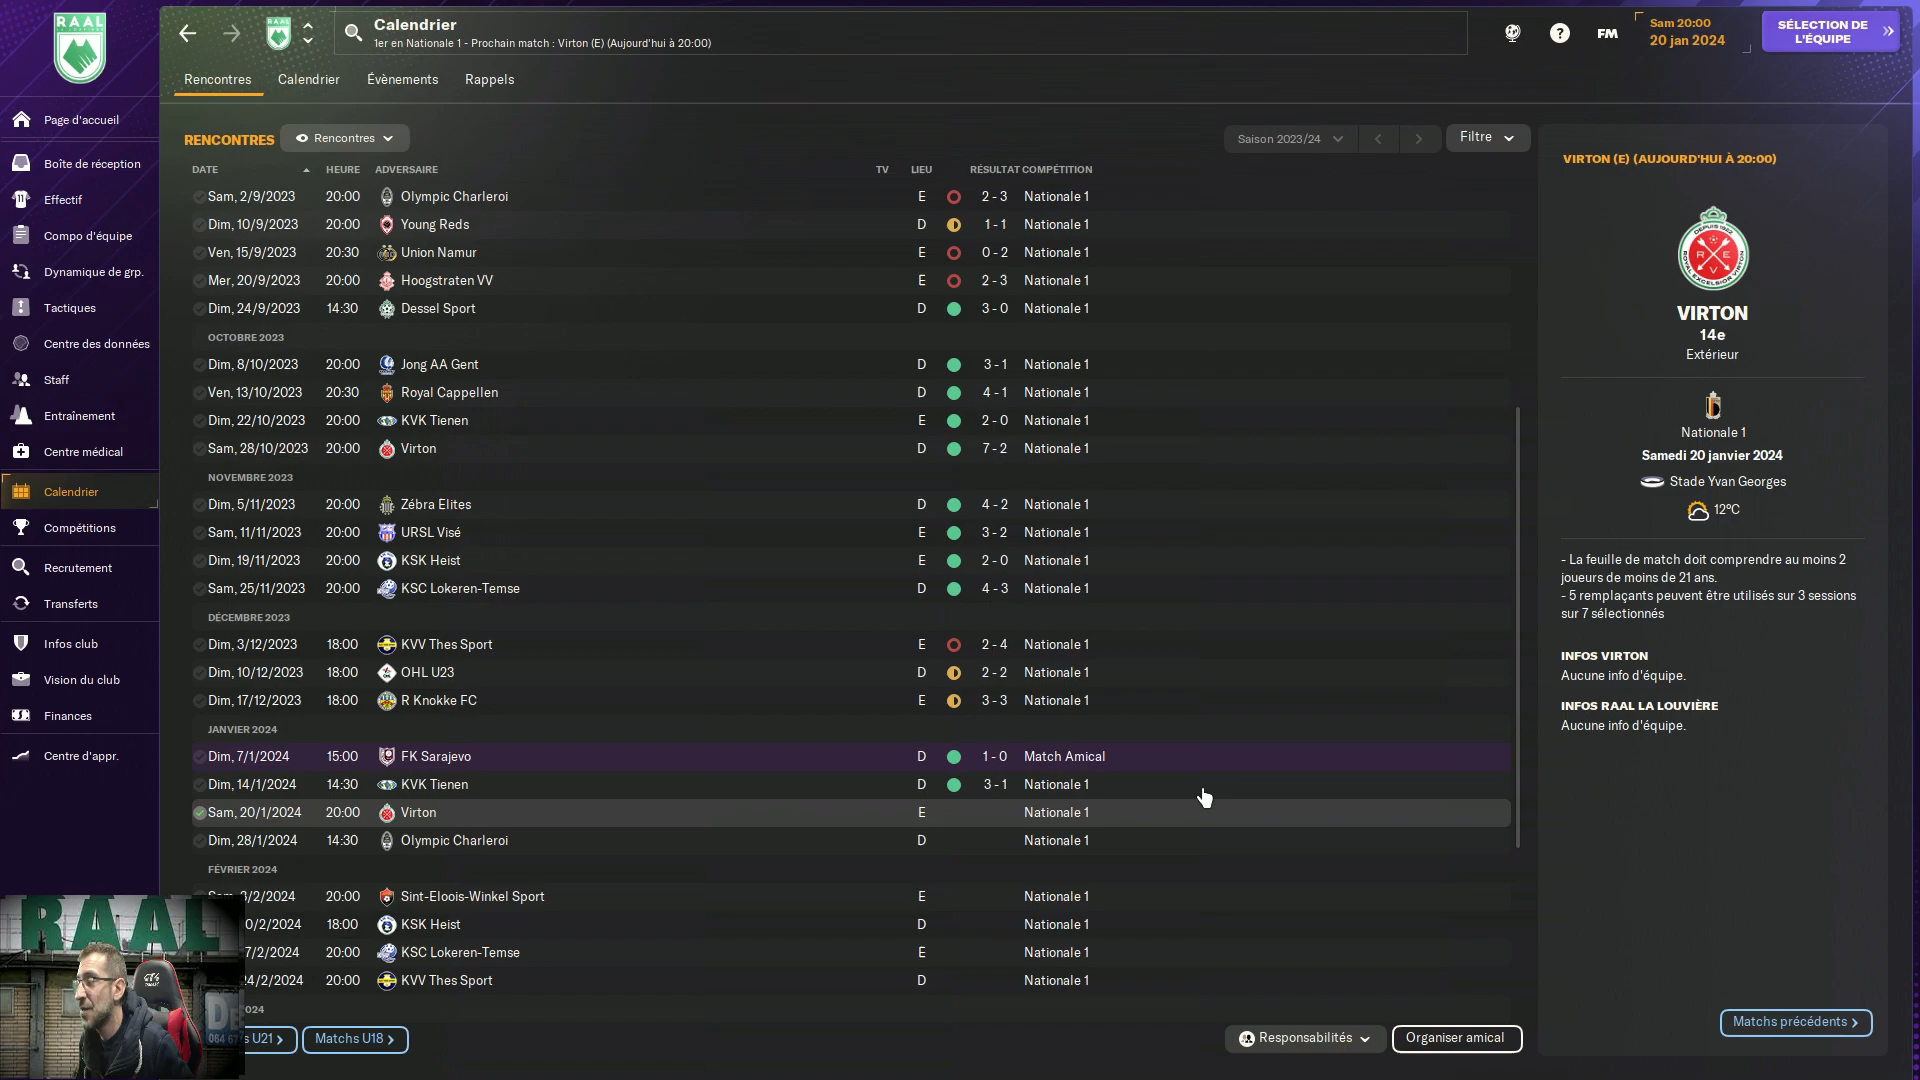 RAAL
Calendrier
1er en Nationale 1 - Prochain match : Virton (E) (Aujourd'hui à 20:00)
FM
Sam 20:00
20 jan 2024
SÉLECTION DE
L'ÉQUIPE
Rencontres Calendrier Évènements Rappels
Page d'accueil
Boîte de réception
Effectif
Compo d'équipe
Dynamique de grp.
Tactiques
Centre des données
Staff
Entraînement
Centre médical
Calendrier
Compétitions
Recrutement
Transferts
Infos club
Vision du club
Finances
Centre d'appr.
RENCONTRES Rencontres Saison 2023/24 Filtre
DATE HEURE ADVERSAIRE TV LIEU RÉSULTAT COMPÉTITION
Sam, 2/9/2023 20:00 Olympic Charleroi E 2 - 3 Nationale 1
Dim, 10/9/2023 20:00 Young Reds D 1 - 1 Nationale 1
Ven, 15/9/2023 20:30 Union Namur E 0 - 2 Nationale 1
Mer, 20/9/2023 20:00 Hoogstraten VV E 2 - 3 Nationale 1
Dim, 24/9/2023 14:30 Dessel Sport D 3 - 0 Nationale 1
OCTOBRE 2023
Dim, 8/10/2023 20:00 Jong AA Gent D 3 - 1 Nationale 1
Ven, 13/10/2023 20:30 Royal Cappellen D 4 - 1 Nationale 1
Dim, 22/10/2023 20:00 KVK Tienen E 2 - 0 Nationale 1
Sam, 28/10/2023 20:00 Virton D 7 - 2 Nationale 1
NOVEMBRE 2023
Dim, 5/11/2023 20:00 Zébra Elites D 4 - 2 Nationale 1
Sam, 11/11/2023 20:00 URSL Visé E 3 - 2 Nationale 1
Dim, 19/11/2023 20:00 KSK Heist E 2 - 0 Nationale 1
Sam, 25/11/2023 20:00 KSC Lokeren-Temse D 4 - 3 Nationale 1
DÉCEMBRE 2023
Dim, 3/12/2023 18:00 KVV Thes Sport E 2 - 4 Nationale 1
Dim, 10/12/2023 18:00 OHL U23 D 2 - 2 Nationale 1
Dim, 17/12/2023 18:00 R Knokke FC E 3 - 3 Nationale 1
JANVIER 2024
Dim, 7/1/2024 15:00 FK Sarajevo D 1 - 0 Match Amical
Dim, 14/1/2024 14:30 KVK Tienen D 3 - 1 Nationale 1
Sam, 20/1/2024 20:00 Virton E Nationale 1
Dim, 28/1/2024 14:30 Olympic Charleroi D Nationale 1
FÉVRIER 2024
3/2/2024 20:00 Sint-Eloois-Winkel Sport E Nationale 1
0/2/2024 18:00 KSK Heist D Nationale 1
7/2/2024 20:00 KSC Lokeren-Temse E Nationale 1
24/2/2024 20:00 KVV Thes Sport D Nationale 1
2024
s U21 Matchs U18 Responsabilités Organiser amical
VIRTON (E) (AUJOURD'HUI À 20:00)
DEPUIS 1922
R E V
ROYAL EXCELSIOR VIRTON
VIRTON
14e
Extérieur
Nationale 1
Samedi 20 janvier 2024
Stade Yvan Georges
12°C
- La feuille de match doit comprendre au moins 2
joueurs de moins de 21 ans.
- 5 remplaçants peuvent être utilisés sur 3 sessions
sur 7 sélectionnés
INFOS VIRTON
Aucune info d'équipe.
INFOS RAAL LA LOUVIÈRE
Aucune info d'équipe.
Matchs précédents
RAAL